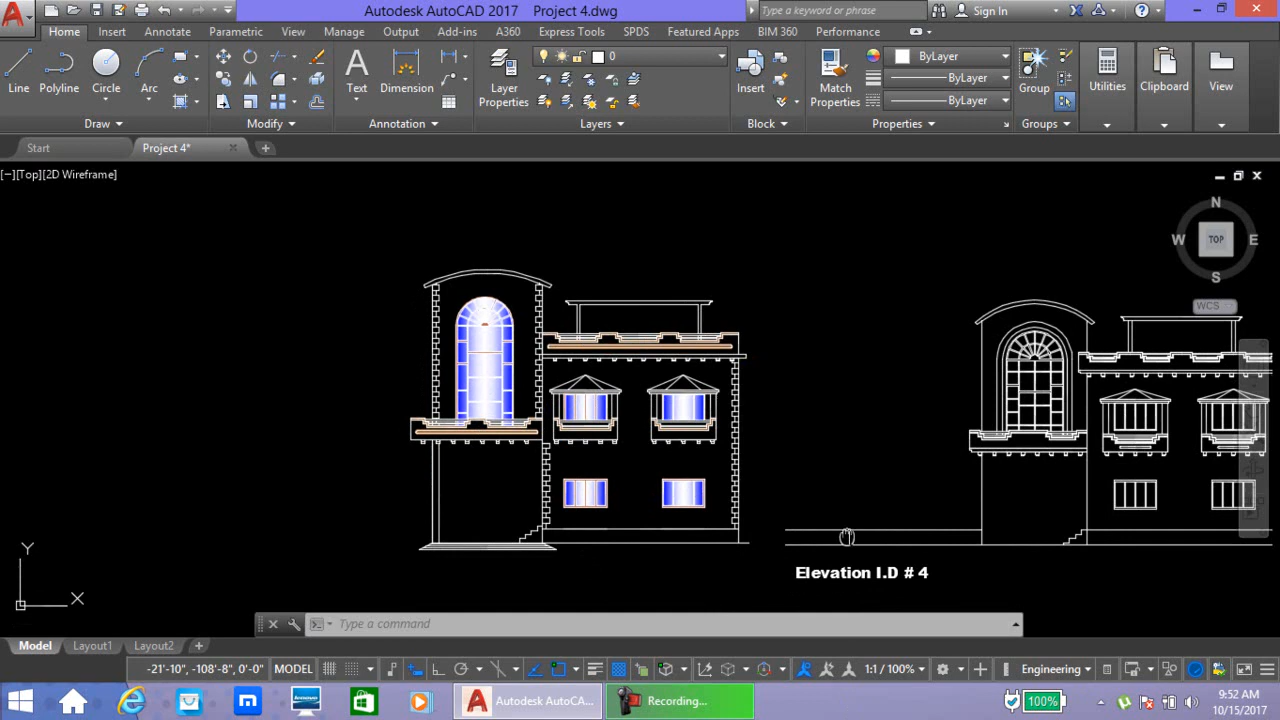 Autodesk AutoCAD 2017 Project 4.dwg
Type a keyword or phrase
Sign In
Home Insert Annotate Parametric View Manage Output Add-ins A360 Express Tools SPDS Featured Apps BIM 360 Performance
0
ByLayer
ByLayer
ByLayer
Line Polyline Circle Arc
Text Dimension
Layer Properties
Insert
Match Properties
Group
Utilities
Clipboard
View
Draw Modify Annotation Layers Block Properties Groups
Start
Project 4*
[−][Top][2D Wireframe]
N
W TOP E
S
WCS
Elevation I.D # 4
Y
X
Type a command
Model Layout1 Layout2
-21'-10", -108'-8", 0'-0" MODEL
1:1 / 100%
Engineering
Autodesk AutoCA...
Recording...
100%
9:52 AM
10/15/2017